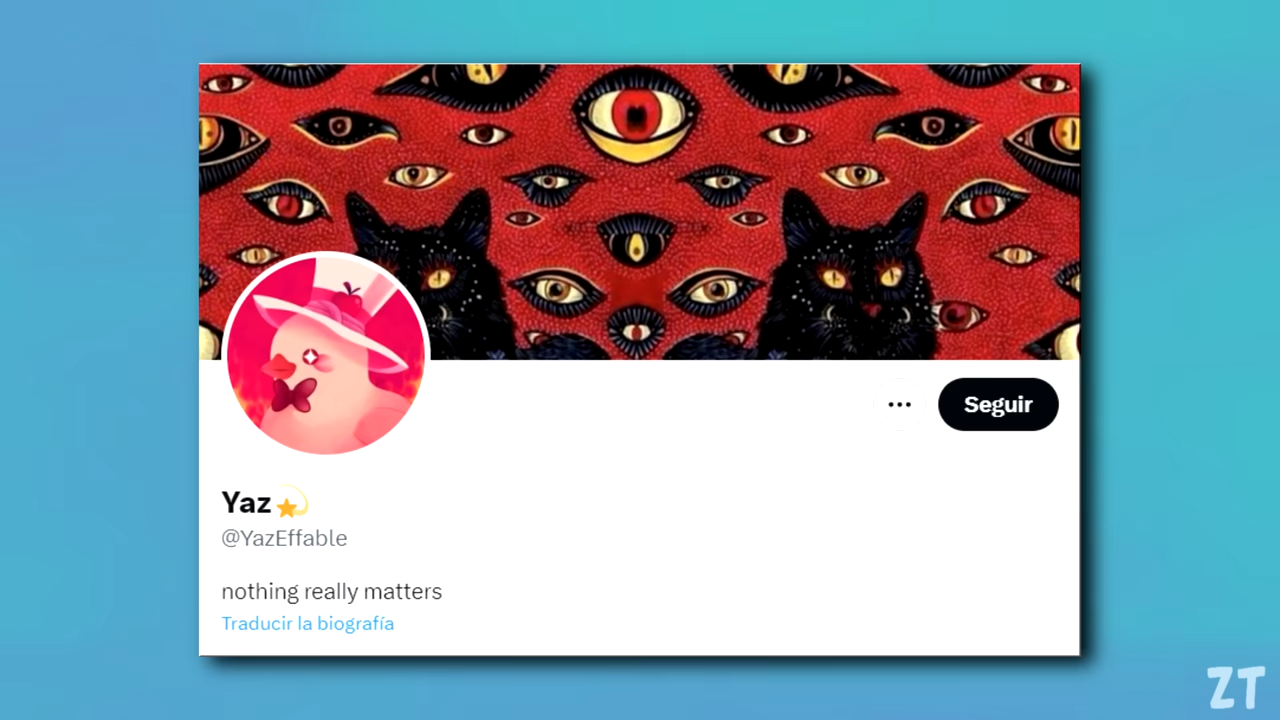 Seguir
Yaz
@YazEffable
nothing really matters
Traducir la biografía
ZT